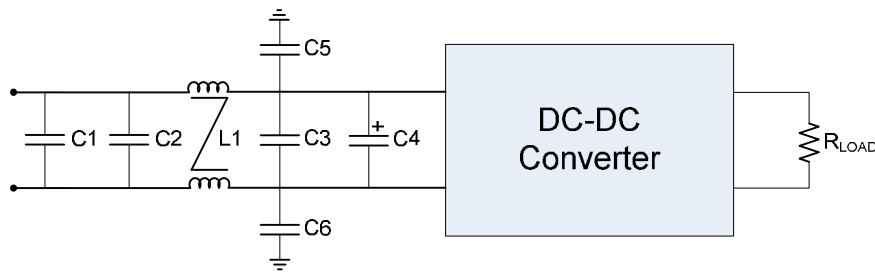 C5
C1
C2
L1
C3
+
C4
DC-DC
Converter
RLOAD
C6